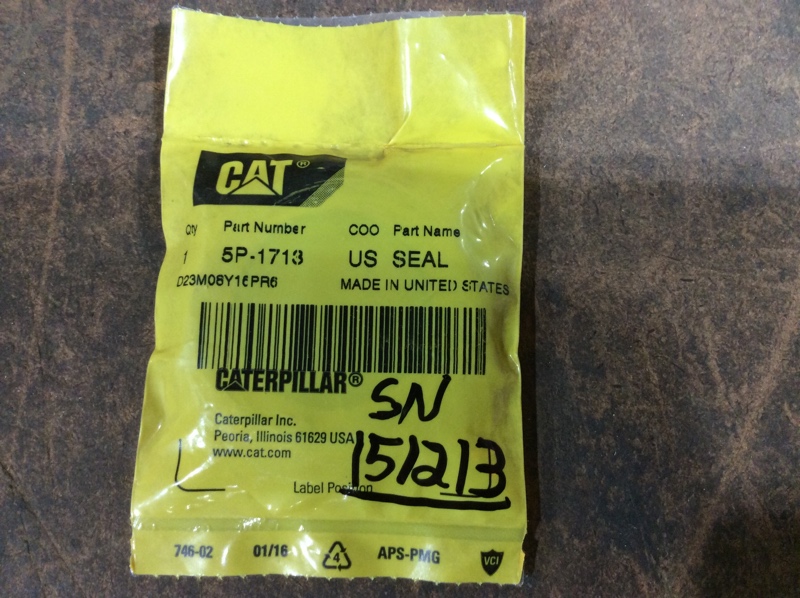 CAT®
Qty Part Number COO Part Name
1 5P-1713 US SEAL
D23M08Y16PR6 MADE IN UNITED STATES
CATERPILLAR®
SN
Caterpillar Inc.
Peoria, Illinois 61629 USA
www.cat.com
151213
Label Position
746-02 01/16 4 APS-PMG VCI